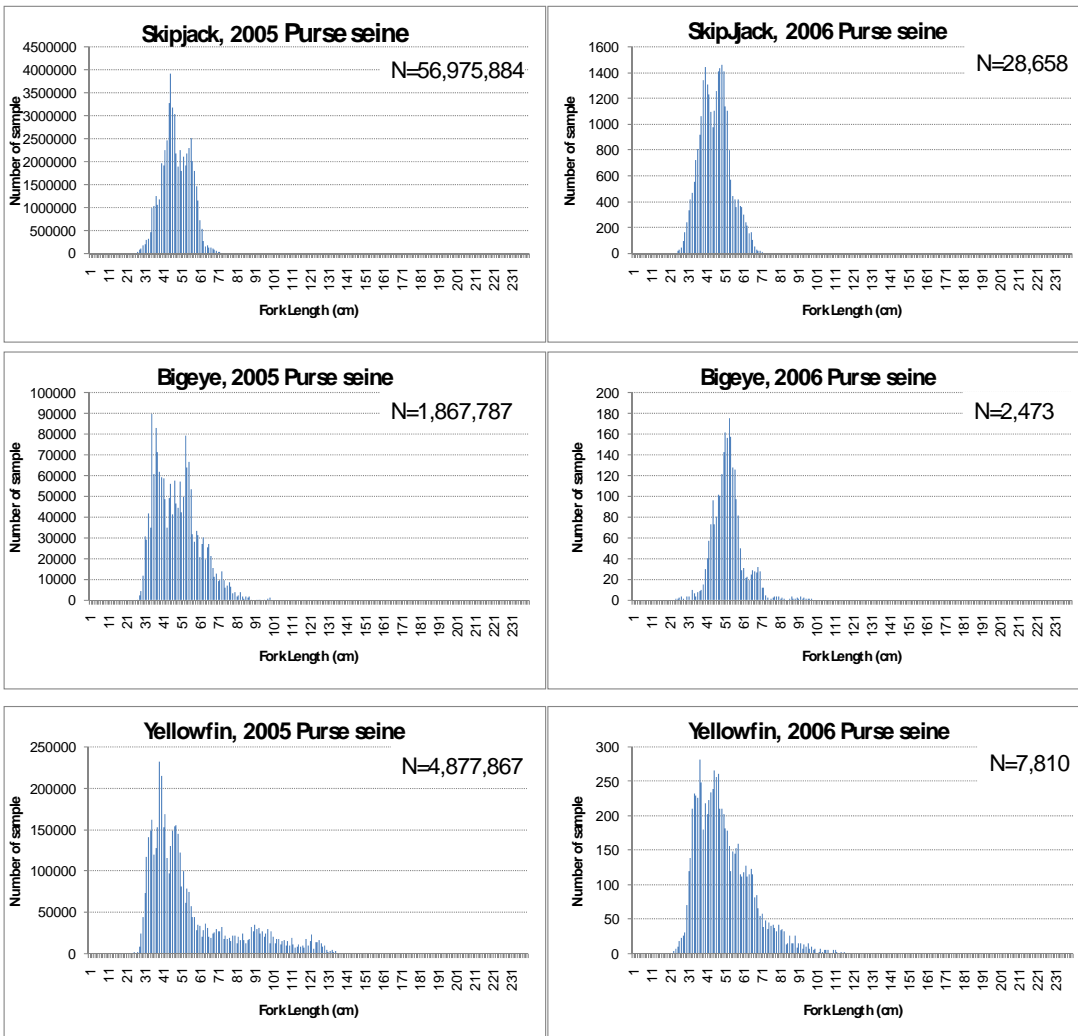 Skipjack, 2005 Purse seine
N=56,975,884
Number of sample
4500000
4000000
3500000
3000000
2500000
2000000
1500000
1000000
500000
0
1 11 21 31 41 51 61 71 81 91 101 111 121 131 141 151 161 171 181 191 201 211 221 231
Fork Length (cm)
SkipJjack, 2006 Purse seine
N=28,658
Number of sample
1600
1400
1200
1000
800
600
400
200
0
1 11 21 31 41 51 61 71 81 91 101 111 121 131 141 151 161 171 181 191 201 211 221 231
Fork Length (cm)
Bigeye, 2005 Purse seine
N=1,867,787
Number of sample
100000
90000
80000
70000
60000
50000
40000
30000
20000
10000
0
1 11 21 31 41 51 61 71 81 91 101 111 121 131 141 151 161 171 181 191 201 211 221 231
Fork Length (cm)
Bigeye, 2006 Purse seine
N=2,473
Number of sample
200
180
160
140
120
100
80
60
40
20
0
1 11 21 31 41 51 61 71 81 91 101 111 121 131 141 151 161 171 181 191 201 211 221 231
Fork Length (cm)
Yellowfin, 2005 Purse seine
N=4,877,867
Number of sample
250000
200000
150000
100000
50000
0
1 11 21 31 41 51 61 71 81 91 101 111 121 131 141 151 161 171 181 191 201 211 221 231
Fork Length (cm)
Yellowfin, 2006 Purse seine
N=7,810
Number of sample
300
250
200
150
100
50
0
1 11 21 31 41 51 61 71 81 91 101 111 121 131 141 151 161 171 181 191 201 211 221 231
Fork Length (cm)